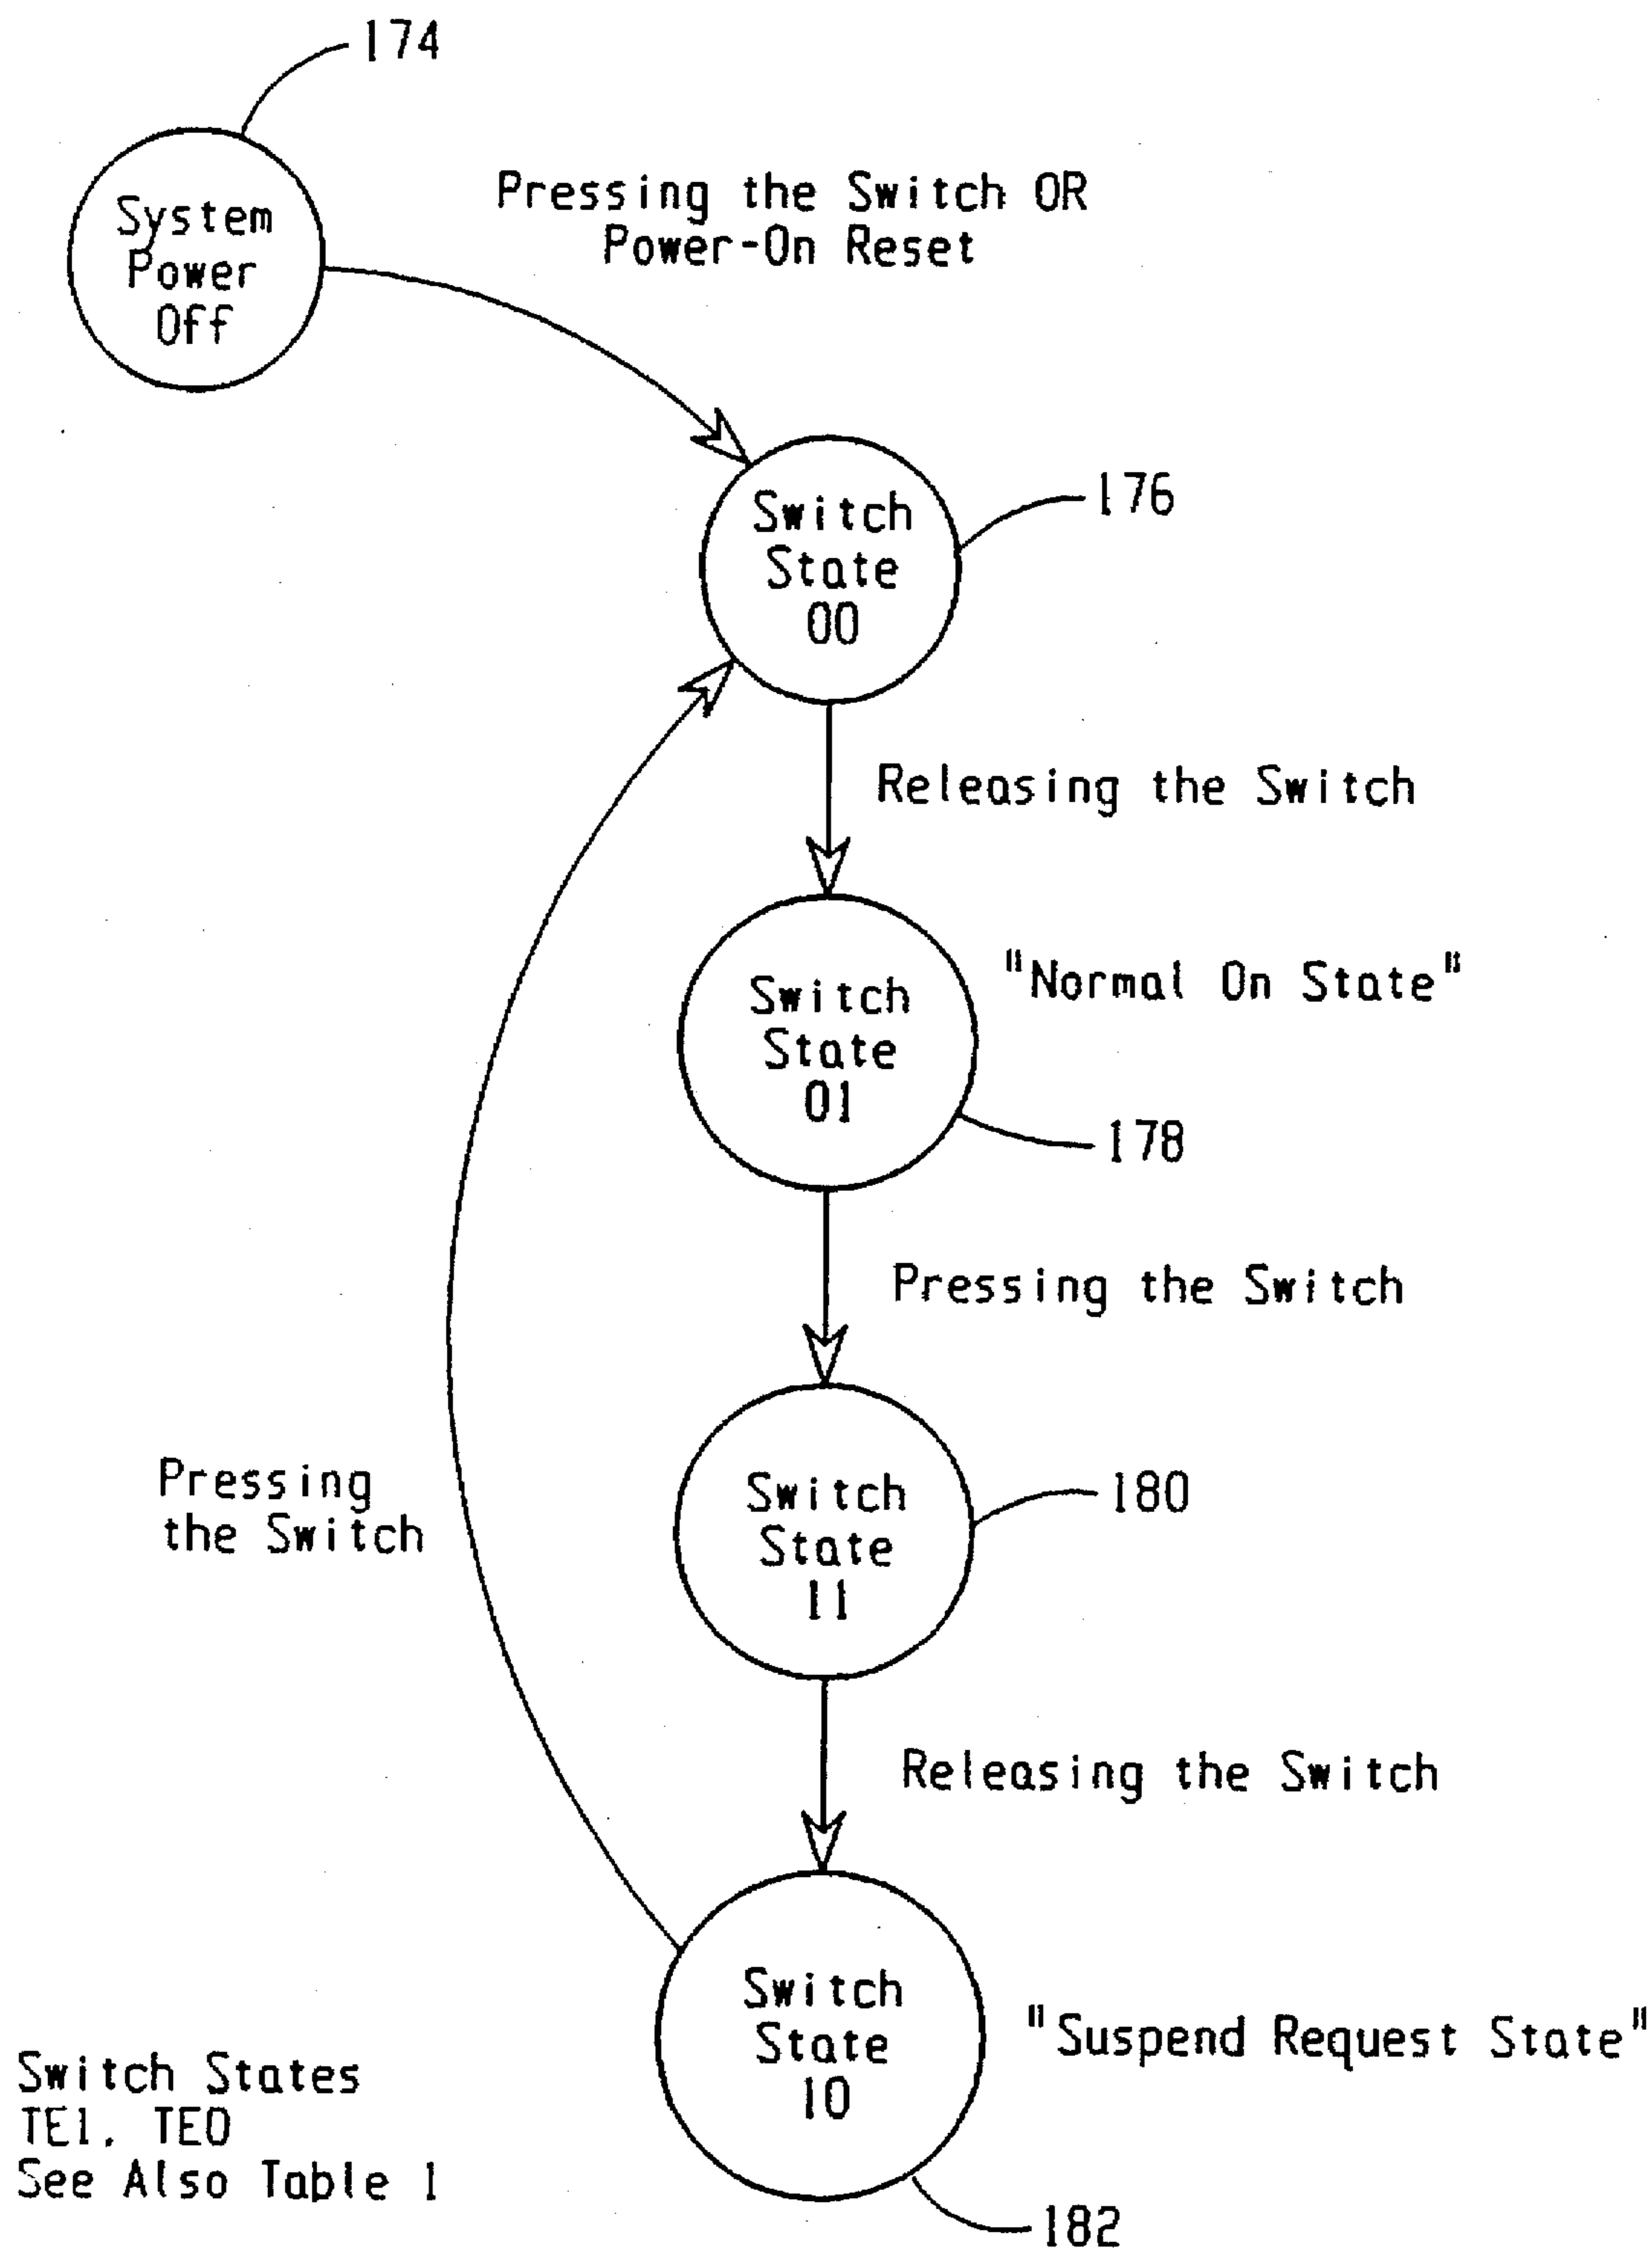 174
System
Power
Off
Pressing the Switch OR
Power-On Reset
176
Switch
State
00
Releasing the Switch
"Normal On State"
Switch
State
01
178
Pressing the Switch
Pressing
the Switch
180
Switch
State
11
Releasing the Switch
Switch
State
10
"Suspend Request State"
Switch States
TE1, TE0
See Also Table 1
182